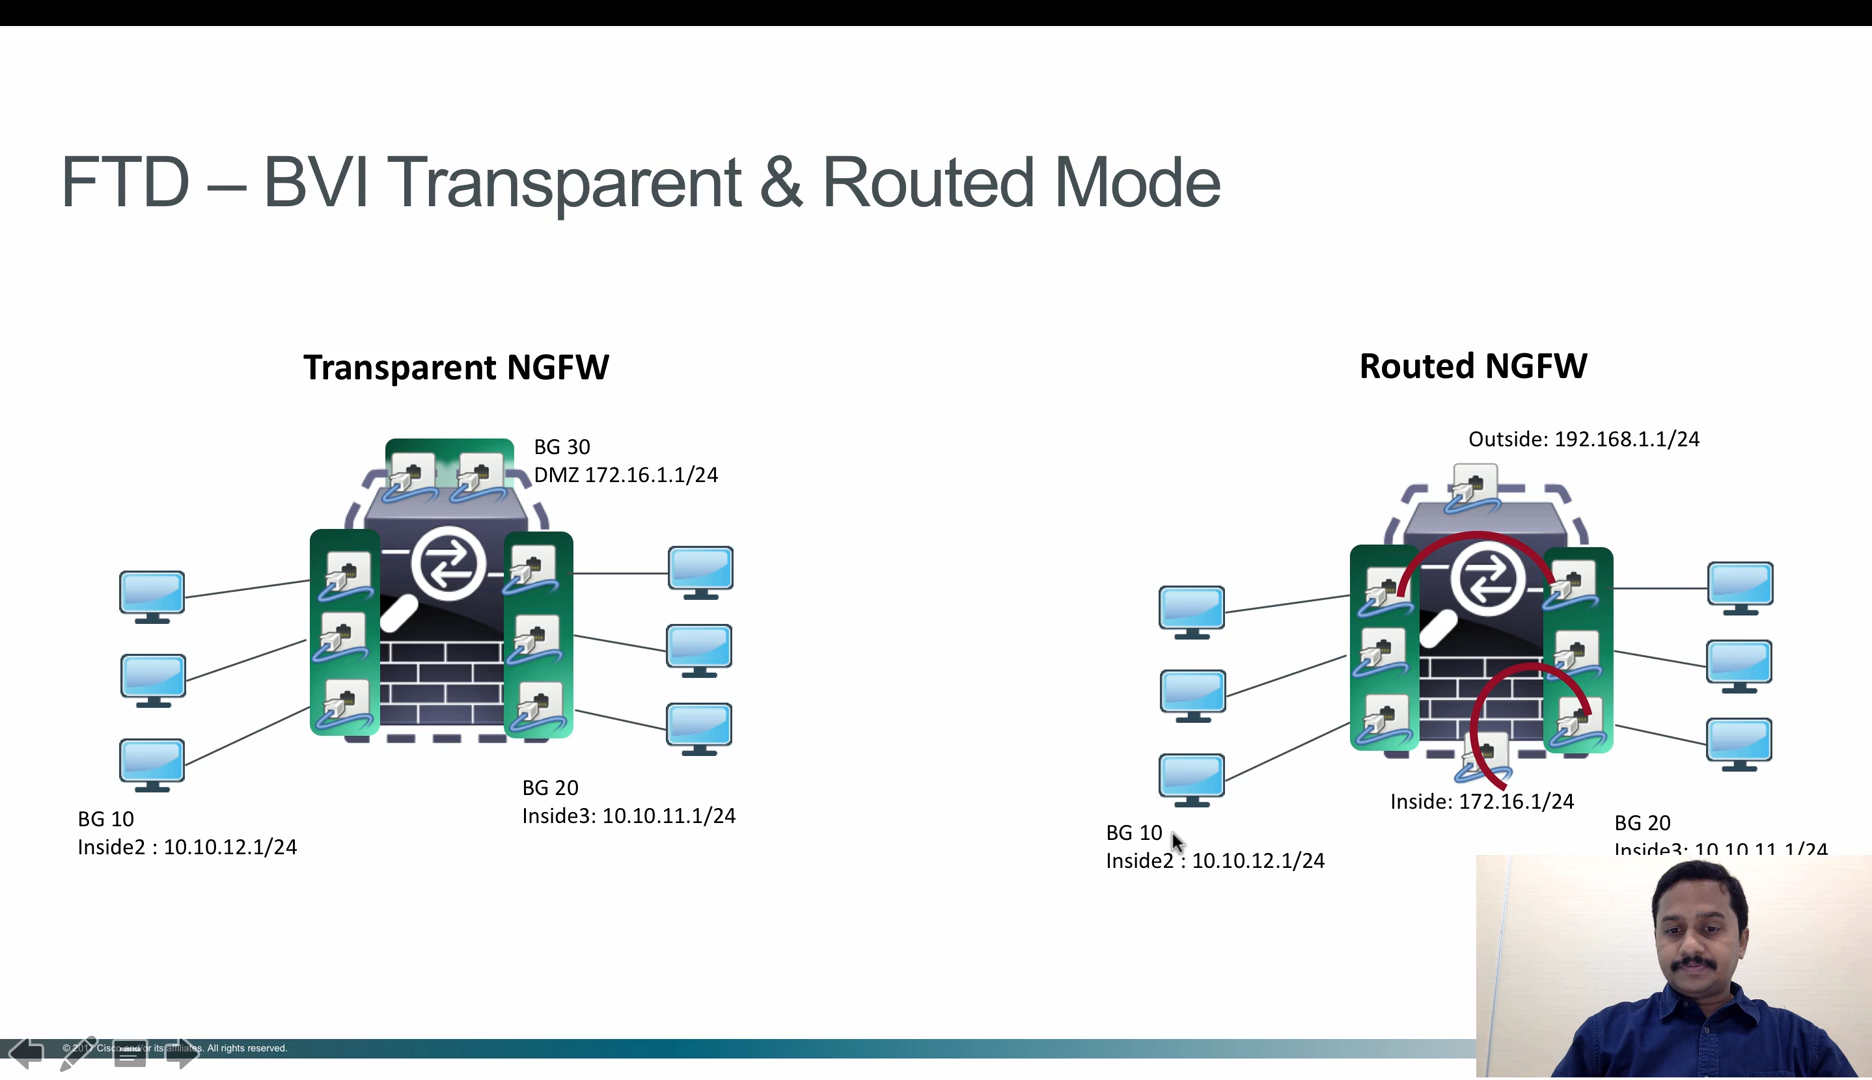 FTD – BVI Transparent & Routed Mode
Transparent NGFW
BG 30
DMZ 172.16.1.1/24
BG 10
Inside2 : 10.10.12.1/24
BG 20
Inside3: 10.10.11.1/24
Routed NGFW
Outside: 192.168.1.1/24
Inside: 172.16.1/24
BG 10
Inside2 : 10.10.12.1/24
BG 20
Inside3: 10.10.11.1/24
© 2017 Cisco and/or its affiliates. All rights reserved.